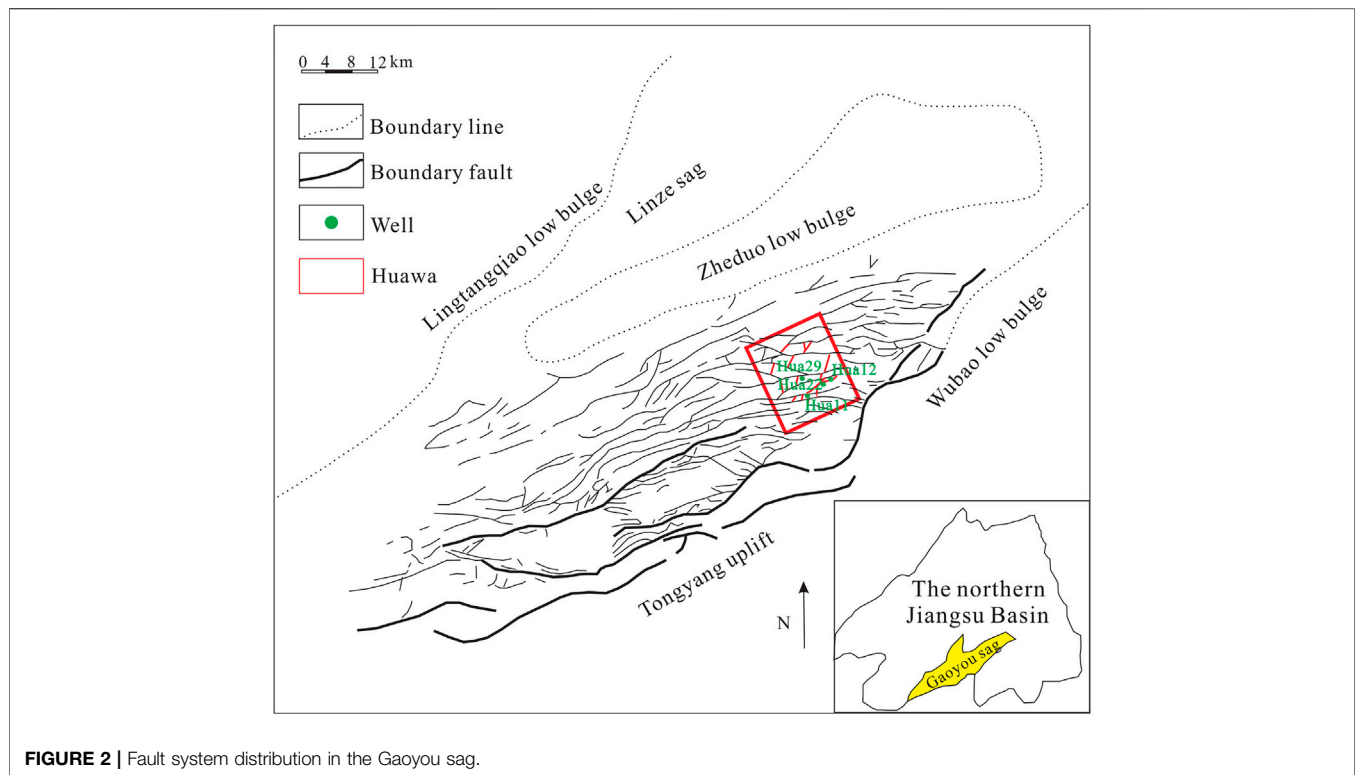 0 4 8 12 km
Boundary line
Boundary fault
Well
Huawa
Lingtangqiao low bulge
Linze sag
Zheduo low bulge
Wubao low bulge
Hua29
Hua12
Hua22
Hua11
Tongyang uplift
N
The northern
Jiangsu Basin
Gaoyou sag
FIGURE 2 | Fault system distribution in the Gaoyou sag.